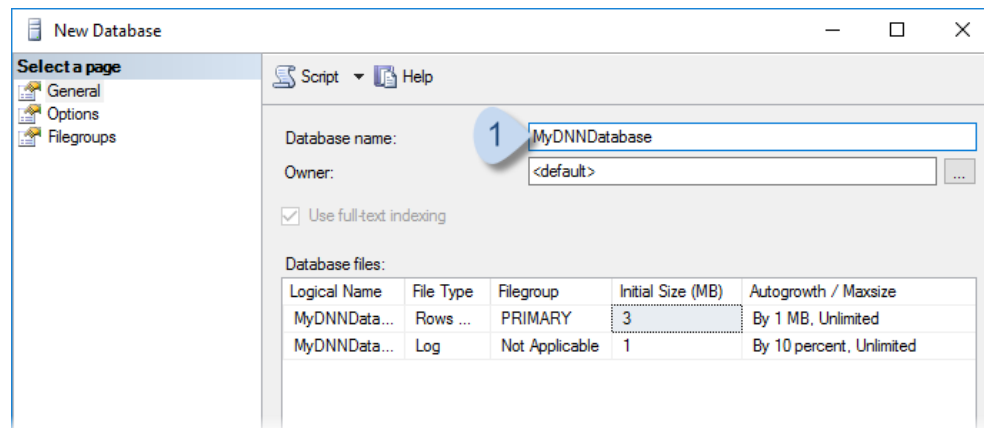 New Database
Select a page
General
Options
Filegroups
Script Help
Database name: 1 MyDNNDatabase
Owner: <default> ...
Use full-text indexing
Database files:
Logical Name File Type Filegroup Initial Size (MB) Autogrowth / Maxsize
MyDNNData... Rows ... PRIMARY 3 By 1 MB, Unlimited
MyDNNData... Log Not Applicable 1 By 10 percent, Unlimited